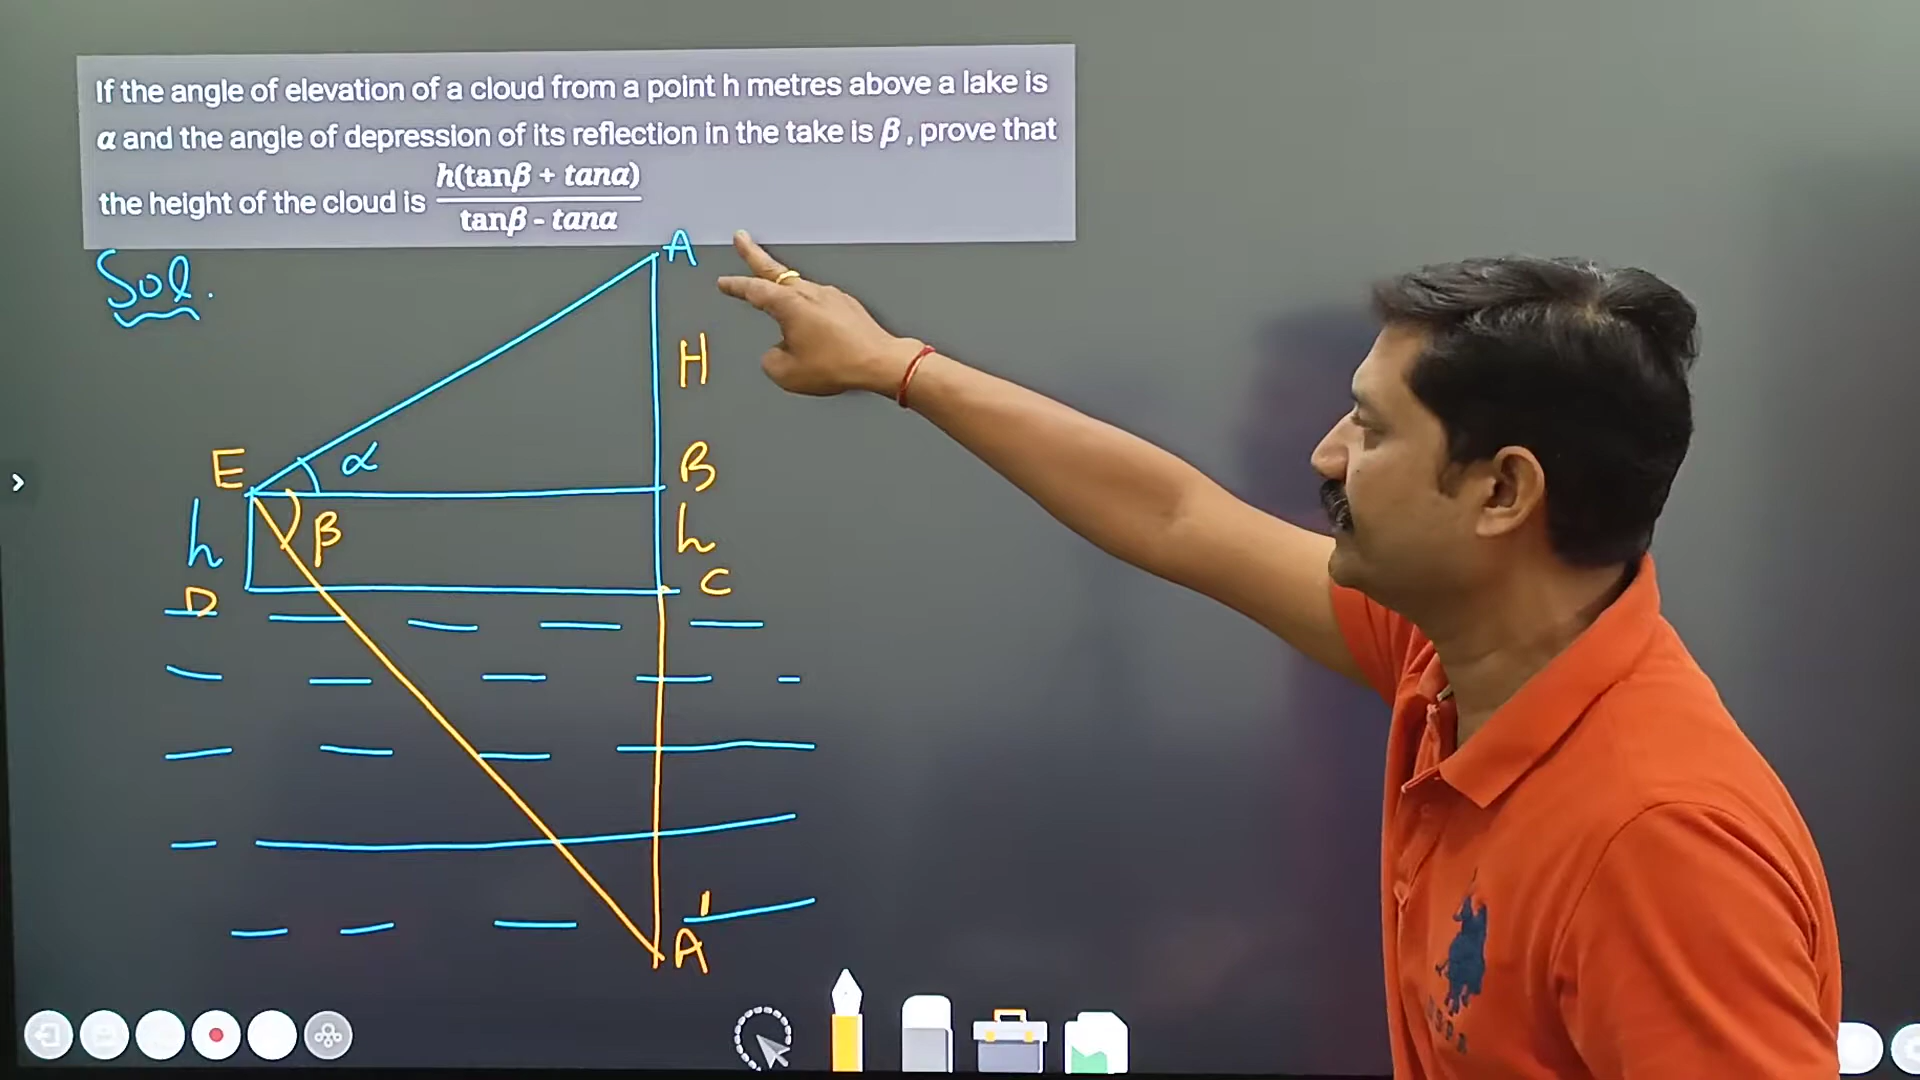 If the angle of elevation of a cloud from a point h metres above a lake is
α and the angle of depression of its reflection in the take is β , prove that
the height of the cloud is h(tanβ + tanα) / tanβ - tanα
Sol.
A
H
E
α
B
h
β
h
D
C
A'